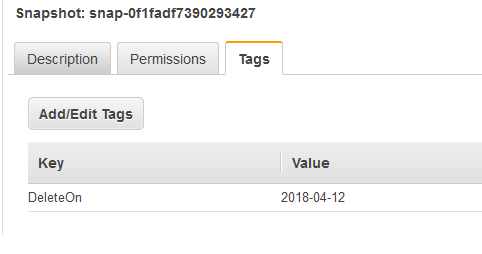 Snapshot: snap-0f1fadf7390293427
Description Permissions Tags
Add/Edit Tags
Key Value
DeleteOn 2018-04-12